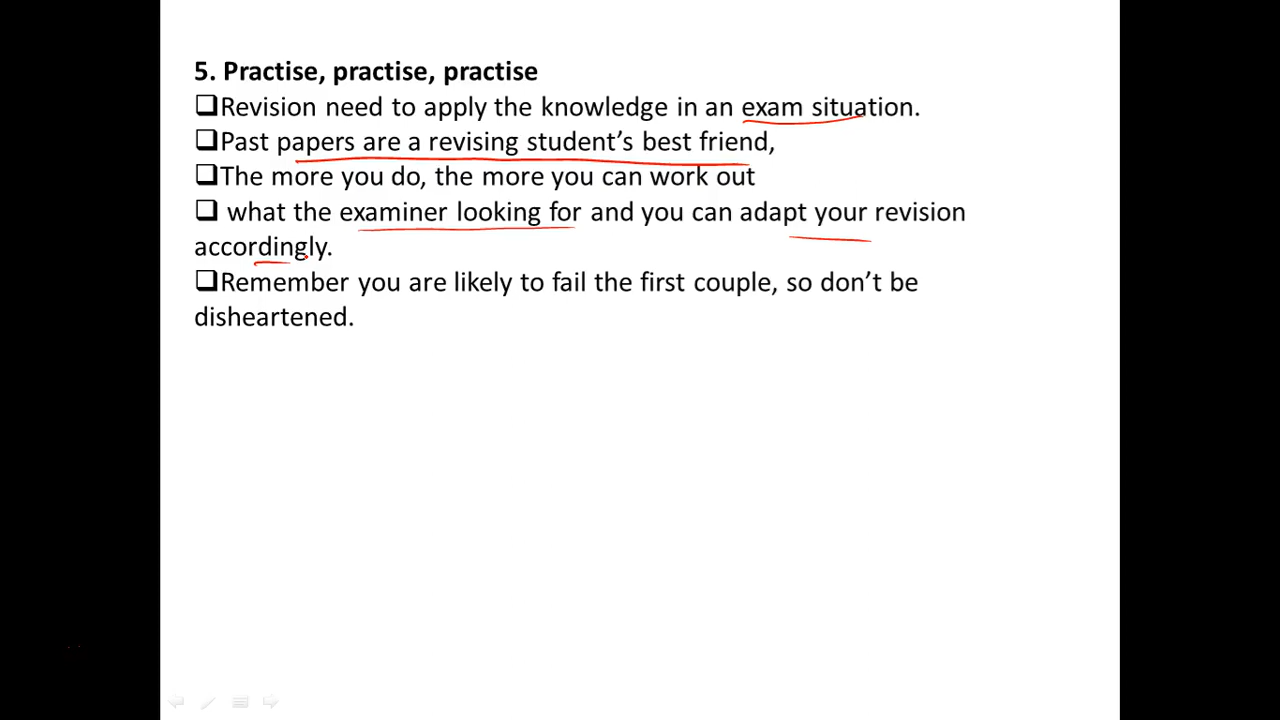 5. Practise, practise, practise
❑Revision need to apply the knowledge in an exam situation.
❑Past papers are a revising student’s best friend,
❑The more you do, the more you can work out
❑ what the examiner looking for and you can adapt your revision
accordingly.
❑Remember you are likely to fail the first couple, so don’t be
disheartened.